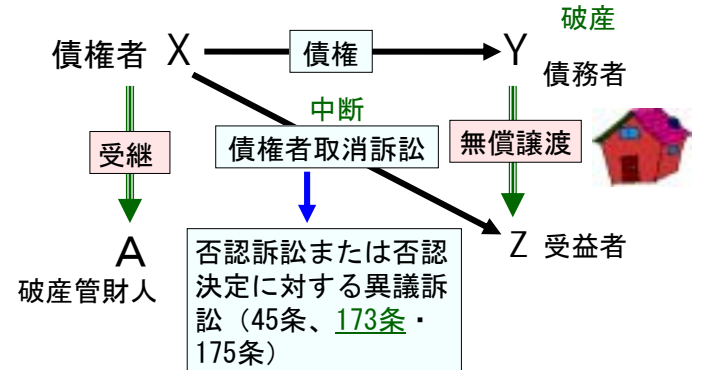 破産
債権者 X
債権
Y
債務者
中断
受継
債権者取消訴訟
無償譲渡
A
破産管財人
Z 受益者
否認訴訟または否認
決定に対する異議訴
訟（45条、173条・
175条）